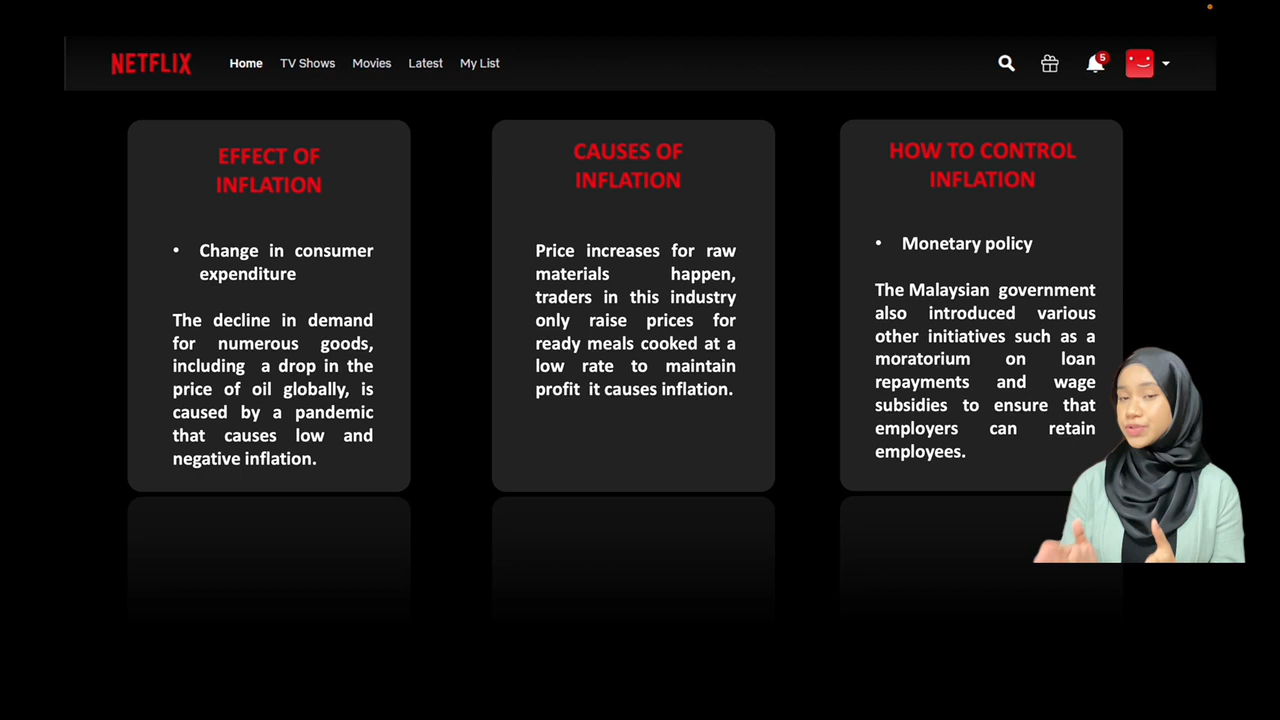 NETFLIX Home TV Shows Movies Latest My List 5
EFFECT OF
INFLATION
• Change in consumer
expenditure
The decline in demand
for numerous goods,
including a drop in the
price of oil globally, is
caused by a pandemic
that causes low and
negative inflation.
CAUSES OF
INFLATION
Price increases for raw
materials happen,
traders in this industry
only raise prices for
ready meals cooked at a
low rate to maintain
profit it causes inflation.
HOW TO CONTROL
INFLATION
• Monetary policy
The Malaysian government
also introduced various
other initiatives such as a
moratorium on loan
repayments and wage
subsidies to ensure that
employers can retain
employees.